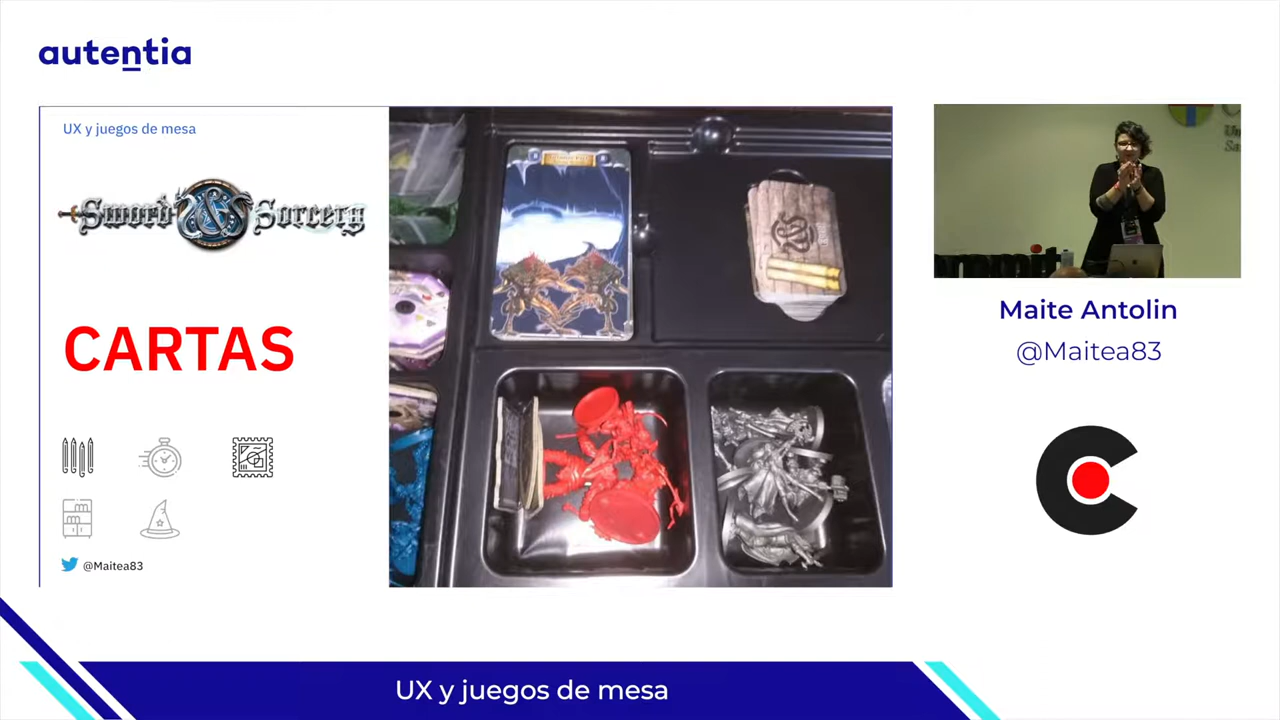 autentia
UX y juegos de mesa
Sword & Sorcery
CARTAS
@Maitea83
Maite Antolin
@Maitea83
UX y juegos de mesa